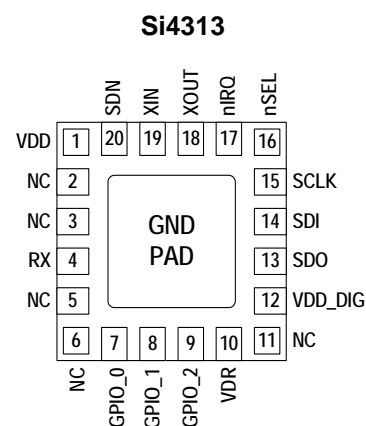 Si4313
SDN
XIN
XOUT
nIRQ
nSEL
VDD 1 20 19 18 17 16
NC 2 15 SCLK
NC 3 14 SDI
RX 4 13 SDO
NC 5 12 VDD_DIG
6 7 8 9 10 11 NC
GND
PAD
NC
GPIO_0
GPIO_1
GPIO_2
VDR